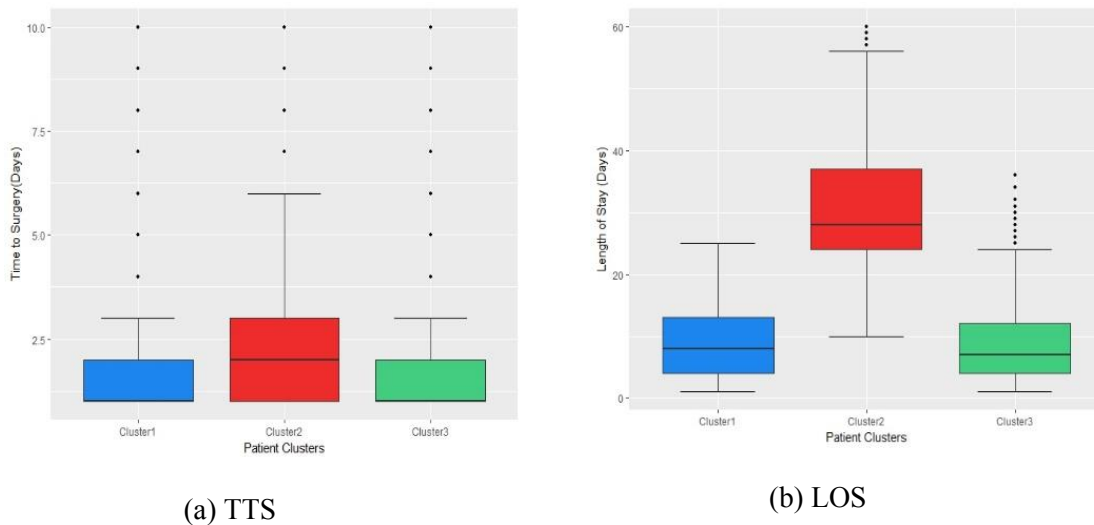 10.0
7.5
5.0
2.5
Time to Surgery(Days)
Cluster1 Cluster2 Cluster3
Patient Clusters
(a) TTS
60
40
20
0
Length of Stay (Days)
Cluster1 Cluster2 Cluster3
Patient Clusters
(b) LOS